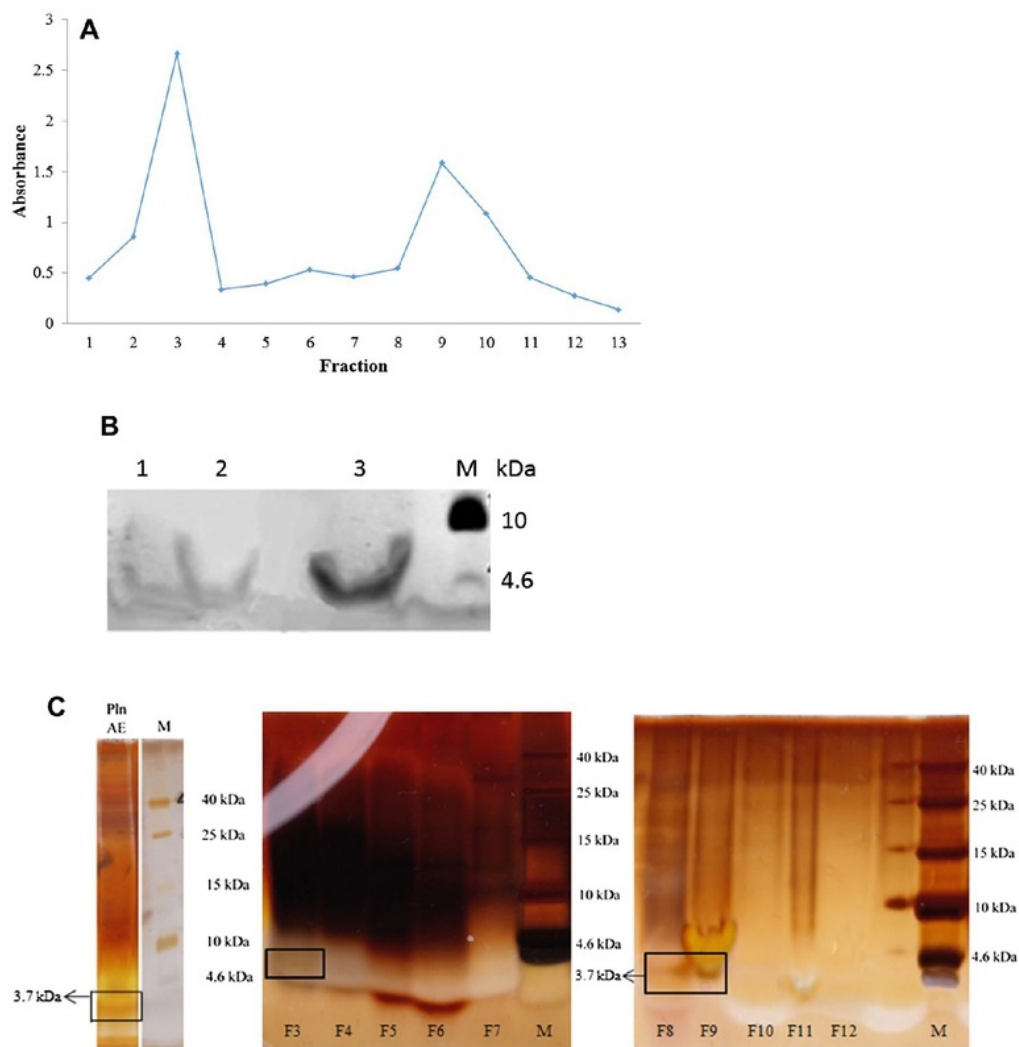 A
3
2.5
2
1.5
1
0.5
0
Absorbance
1 2 3 4 5 6 7 8 9 10 11 12 13
Fraction
B
1 2 3 M kDa
10
4.6
C
Pln
AE M
40 kDa
25 kDa
15 kDa
10 kDa
4.6 kDa
3.7 kDa
40 kDa
25 kDa
15 kDa
10 kDa
4.6 kDa
3.7 kDa
F3 F4 F5 F6 F7 M
40 kDa
25 kDa
15 kDa
10 kDa
4.6 kDa
F8 F9 F10 F11 F12 M